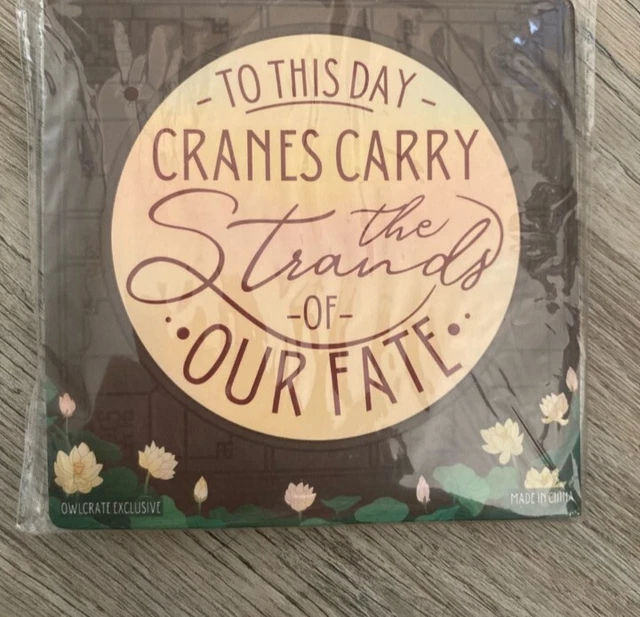 - TO THIS DAY -
CRANES CARRY
the
Strands
-OF-
OUR FATE
OWLCRATE EXCLUSIVE
MADE IN CHINA